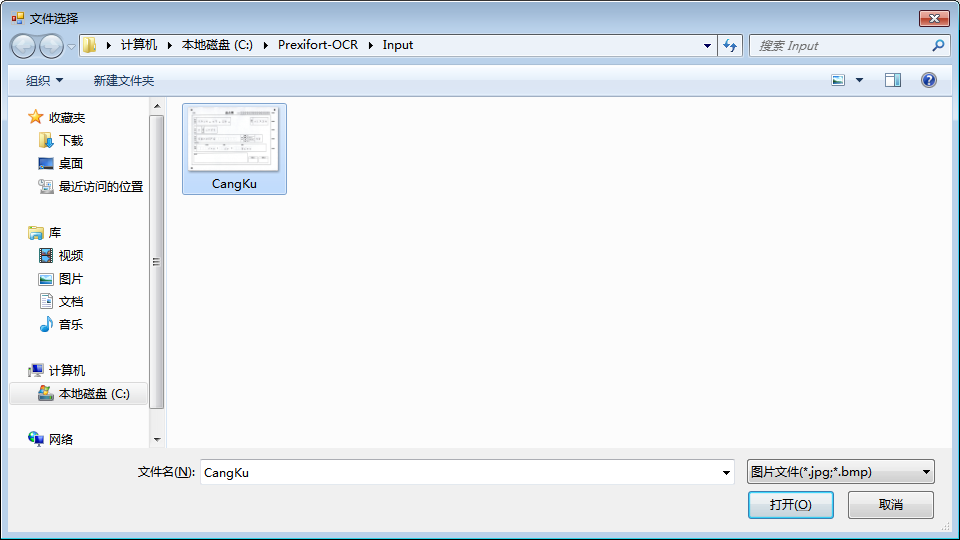 文件选择
计算机 本地磁盘 (C:) Prexifort-OCR Input
搜索 Input
组织 新建文件夹
收藏夹
下载
桌面
最近访问的位置
库
视频
图片
文档
音乐
计算机
本地磁盘 (C:)
网络
CangKu
文件名(N): CangKu
图片文件(*.jpg;*.bmp)
打开(O) 取消